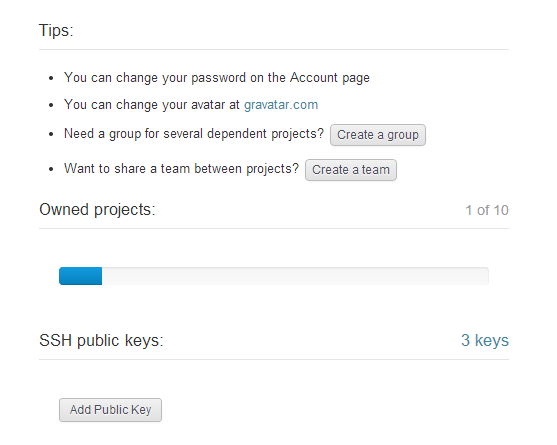 Tips:
You can change your password on the Account page
You can change your avatar at gravatar.com
Need a group for several dependent projects? Create a group
Want to share a team between projects? Create a team
Owned projects: 1 of 10
SSH public keys: 3 keys
Add Public Key